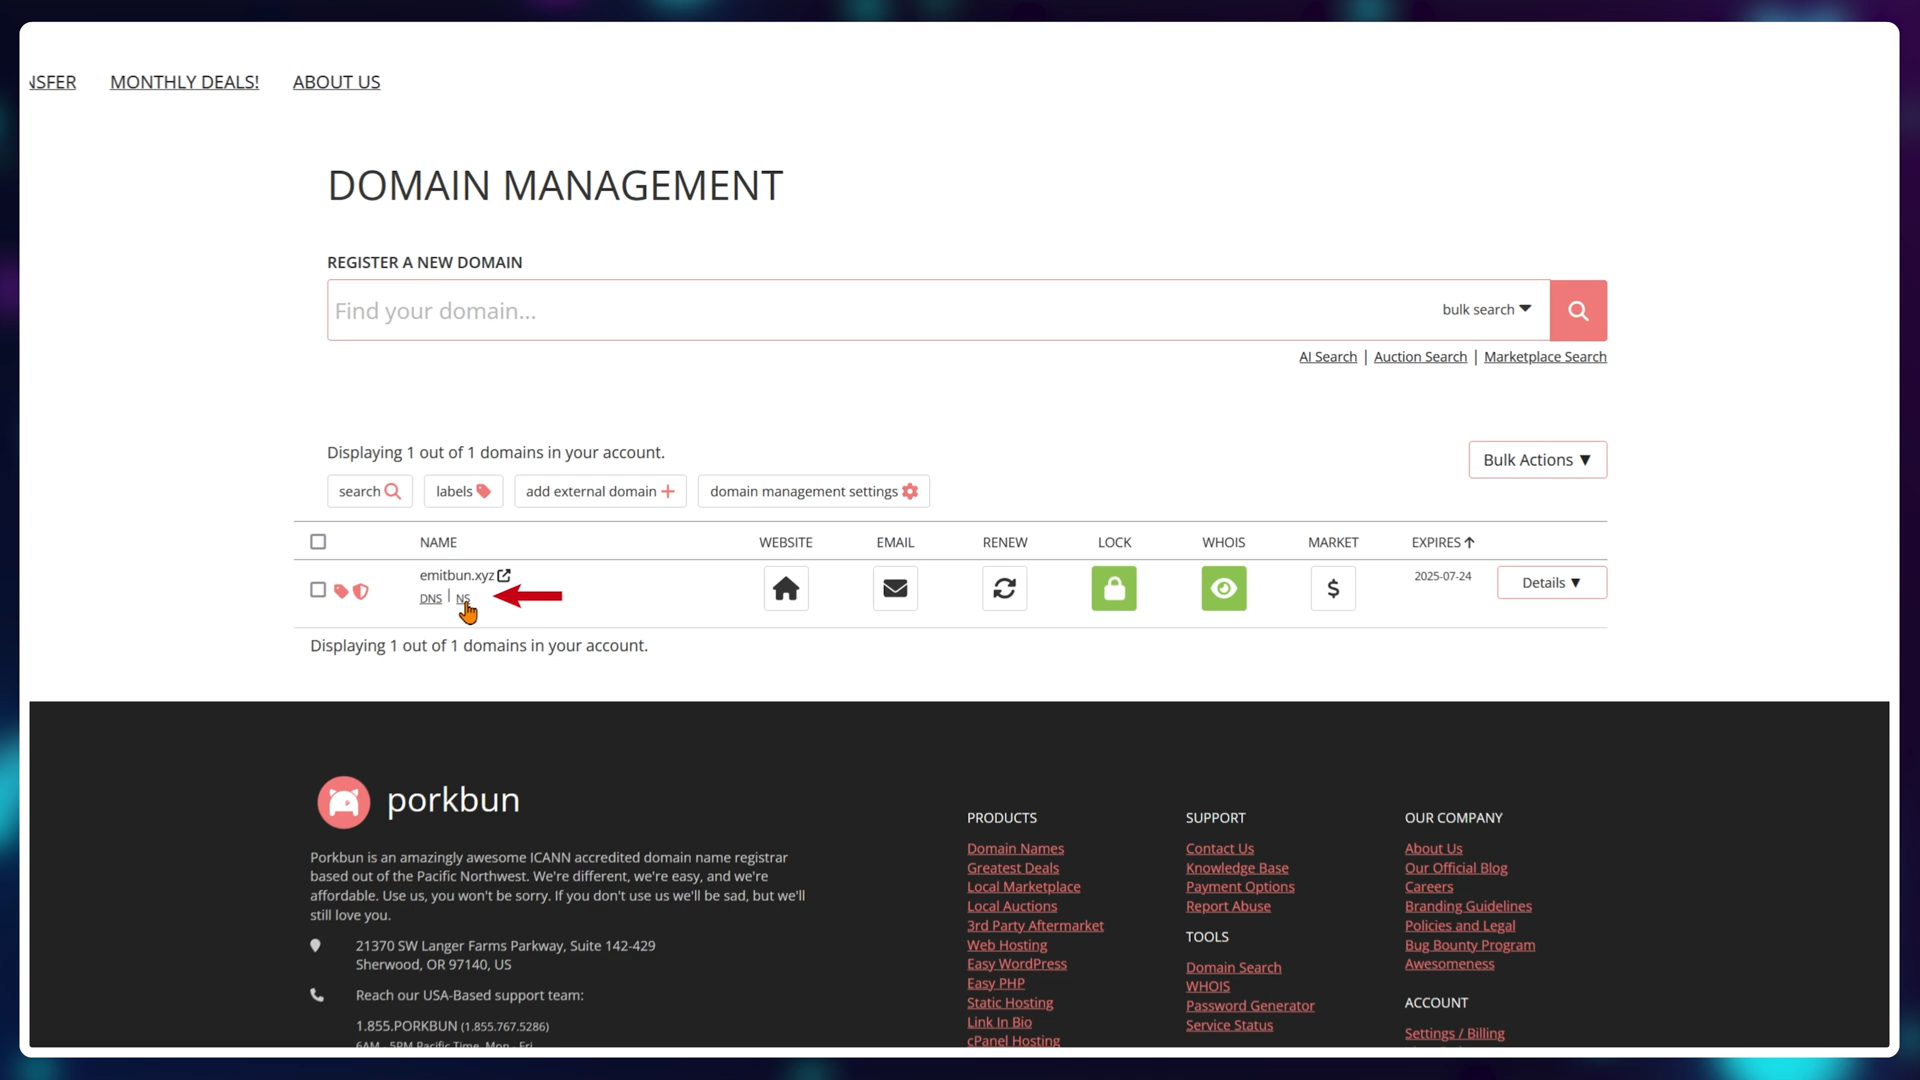 NSFER MONTHLY DEALS! ABOUT US
DOMAIN MANAGEMENT
REGISTER A NEW DOMAIN
Find your domain...
bulk search
AI Search | Auction Search | Marketplace Search
Displaying 1 out of 1 domains in your account.
Bulk Actions ▼
search
labels
add external domain +
domain management settings
NAME WEBSITE EMAIL RENEW LOCK WHOIS MARKET EXPIRES ↑
emitbun.xyz
DNS | NS
$
2025-07-24
Details ▼
Displaying 1 out of 1 domains in your account.
porkbun
Porkbun is an amazingly awesome ICANN accredited domain name registrar
based out of the Pacific Northwest. We're different, we're easy, and we're
affordable. Use us, you won't be sorry. If you don't use us we'll be sad, but we'll
still love you.
21370 SW Langer Farms Parkway, Suite 142-429
Sherwood, OR 97140, US
Reach our USA-Based support team:
1.855.PORKBUN (1.855.767.5286)
6AM - 5PM Pacific Time, Mon - Fri
PRODUCTS
Domain Names
Greatest Deals
Local Marketplace
Local Auctions
3rd Party Aftermarket
Web Hosting
Easy WordPress
Easy PHP
Static Hosting
Link In Bio
cPanel Hosting
SUPPORT
Contact Us
Knowledge Base
Payment Options
Report Abuse
TOOLS
Domain Search
WHOIS
Password Generator
Service Status
OUR COMPANY
About Us
Our Official Blog
Careers
Branding Guidelines
Policies and Legal
Bug Bounty Program
Awesomeness
ACCOUNT
Settings / Billing